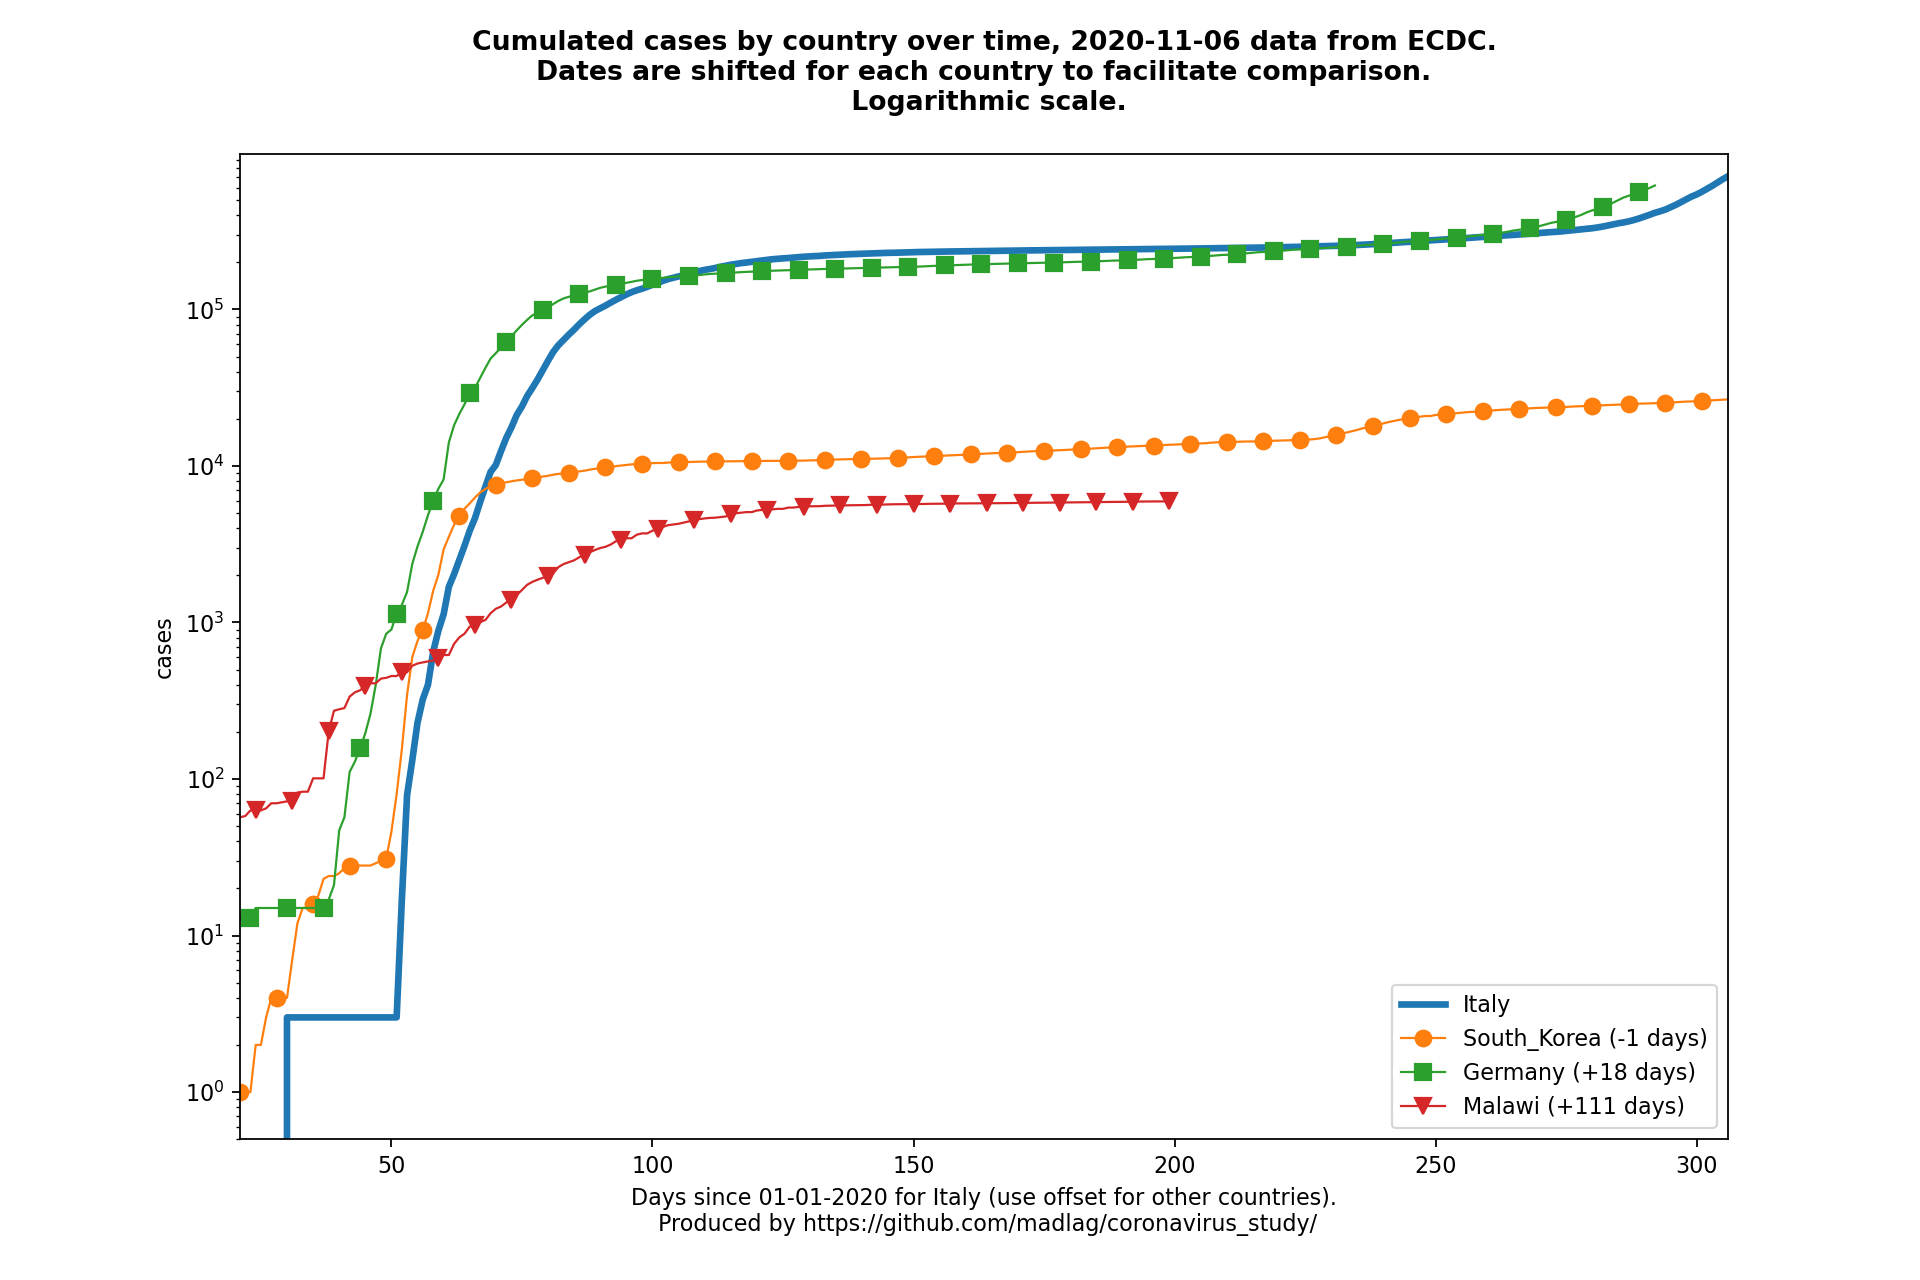 Cumulated cases by country over time, 2020-11-06 data from ECDC.
Dates are shifted for each country to facilitate comparison.
Logarithmic scale.
10^5
10^4
10^3
10^2
10^1
10^0
cases
Italy
South_Korea (-1 days)
Germany (+18 days)
Malawi (+111 days)
50 100 150 200 250 300
Days since 01-01-2020 for Italy (use offset for other countries).
Produced by https://github.com/madlag/coronavirus_study/